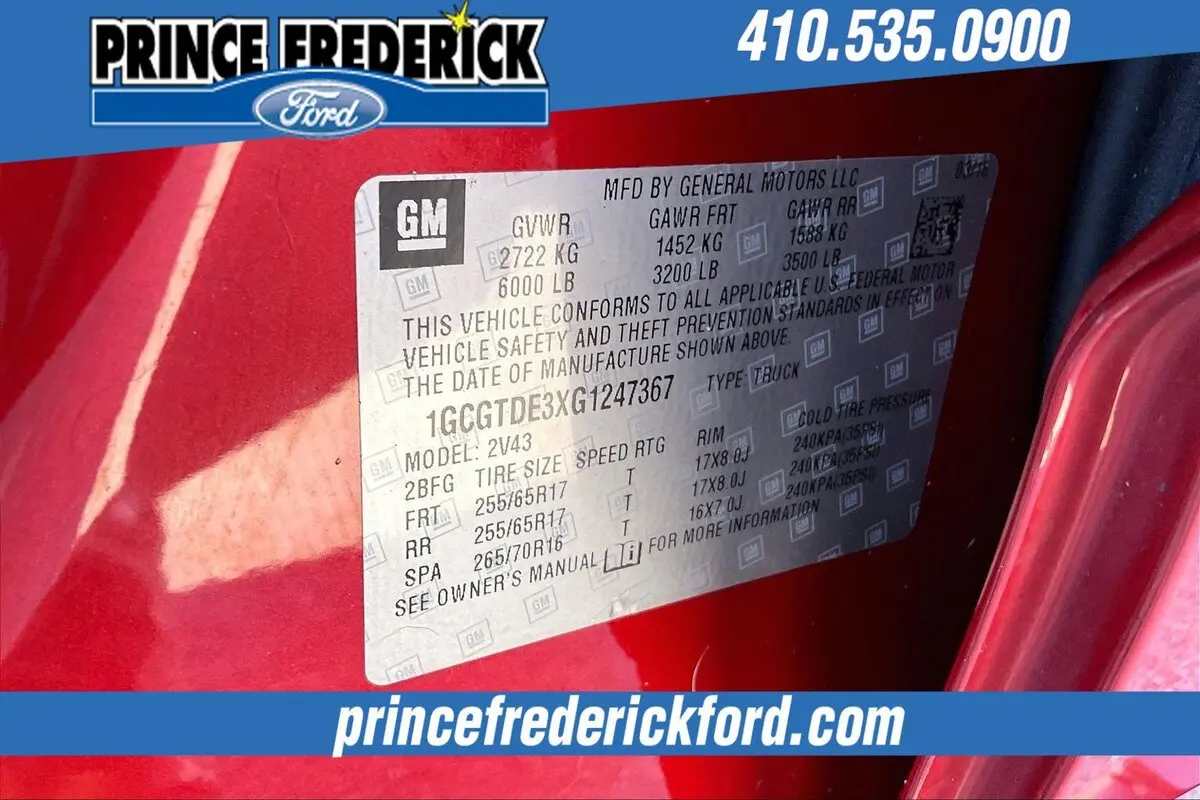 PRINCE FREDERICK
Ford
410.535.0900
GM
MFD BY GENERAL MOTORS LLC
03/16
GVWR GAWR FRT GAWR RR
2722 KG 1452 KG 1588 KG
6000 LB 3200 LB 3500 LB
THIS VEHICLE CONFORMS TO ALL APPLICABLE U.S. FEDERAL MOTOR
VEHICLE SAFETY AND THEFT PREVENTION STANDARDS IN EFFECT ON
THE DATE OF MANUFACTURE SHOWN ABOVE.
1GCGTDE3XG1247367 TYPE: TRUCK
MODEL: 2V43
2BFG TIRE SIZE SPEED RTG RIM COLD TIRE PRESSURE
FRT 255/65R17 T 17X8.0J 240KPA(35PSI)
RR 255/65R17 T 17X8.0J 240KPA(35PSI)
SPA 265/70R16 T 16X7.0J 240KPA(35PSI)
SEE OWNER'S MANUAL i FOR MORE INFORMATION
princefrederickford.com